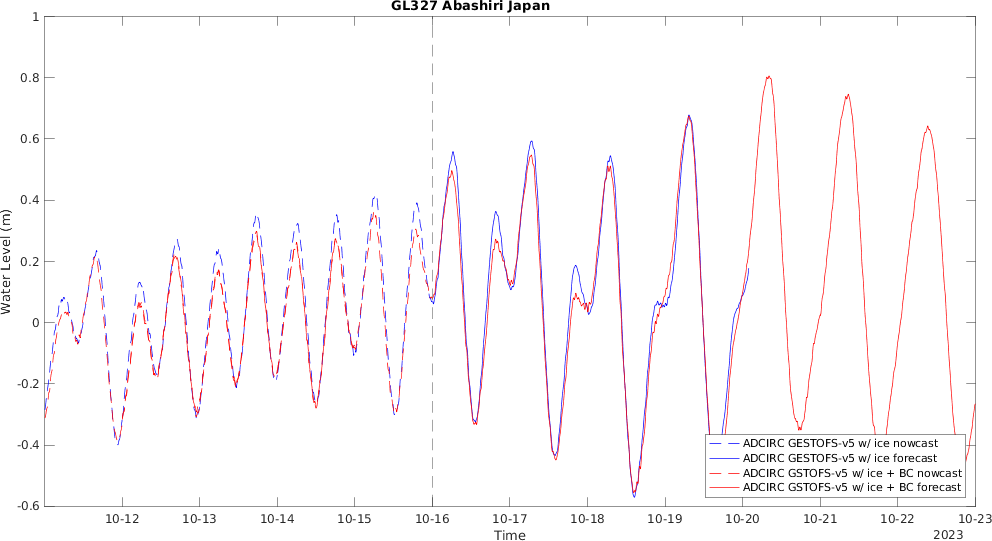 GL327 Abashiri Japan
1
0.8
0.6
0.4
0.2
0
-0.2
-0.4
-0.6
Water Level (m)
ADCIRC GESTOFS-v5 w/ ice nowcast
ADCIRC GESTOFS-v5 w/ ice forecast
ADCIRC GSTOFS-v5 w/ ice + BC nowcast
ADCIRC GSTOFS-v5 w/ ice + BC forecast
10-12 10-13 10-14 10-15 10-16 10-17 10-18 10-19 10-20 10-21 10-22 10-23
Time
2023